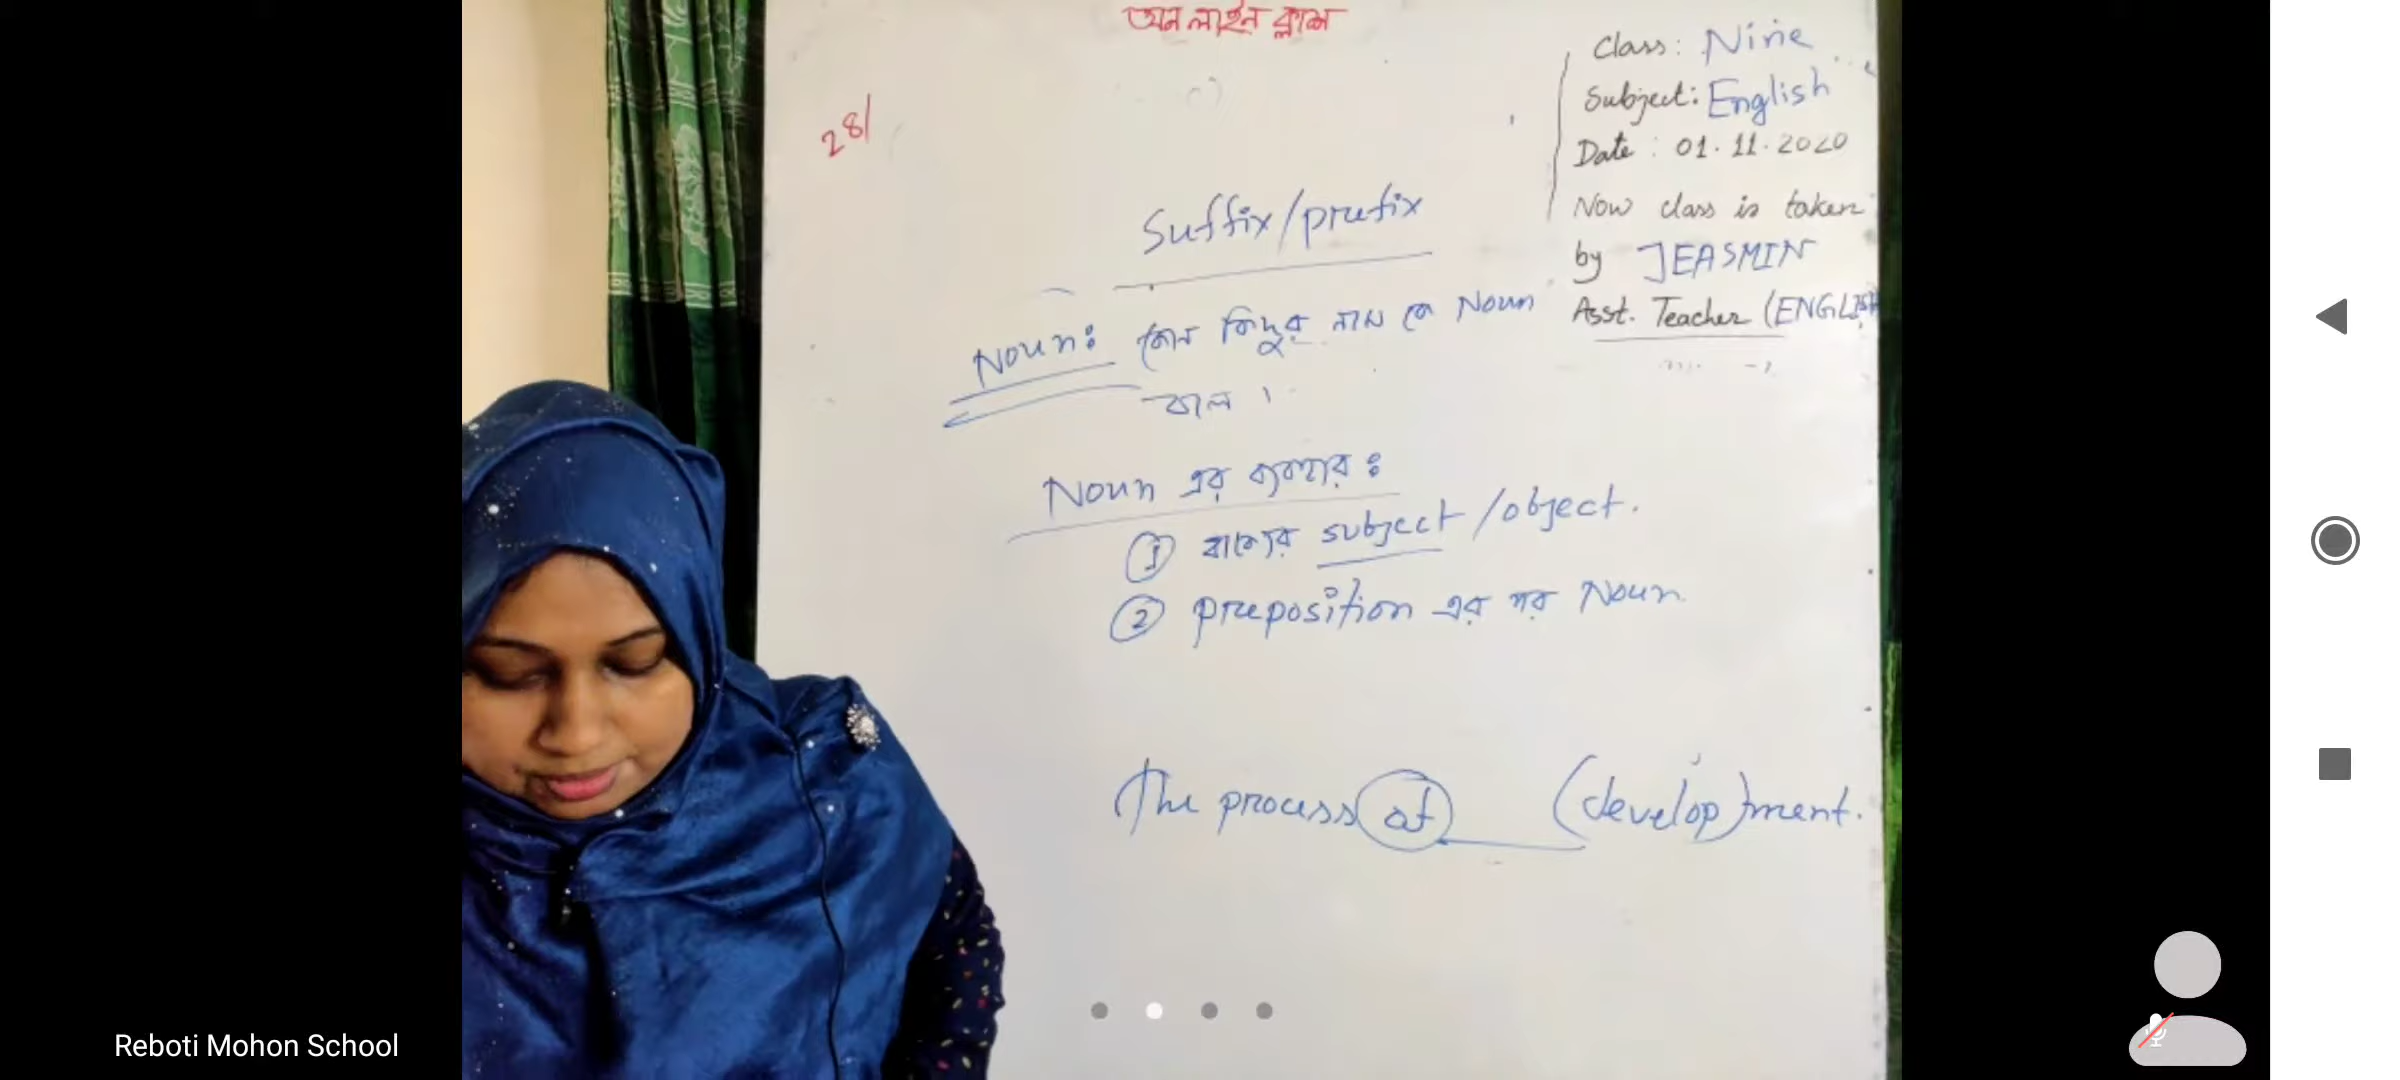 অন লাইন ক্লাশ
Class: Nine
Subject: English
Date : 01.11.2020
Now class is taken
by JEASMIN
Asst. Teacher (ENGLISH
28/
Suffix/prefix
Noun: কোন কিছুর নাম কে Noun
বলে ।
Noun এর ব্যবহার :
① বাক্যের subject /object.
② preposition এর পর Noun
The process of ___ (develop)ment.
Reboti Mohon School